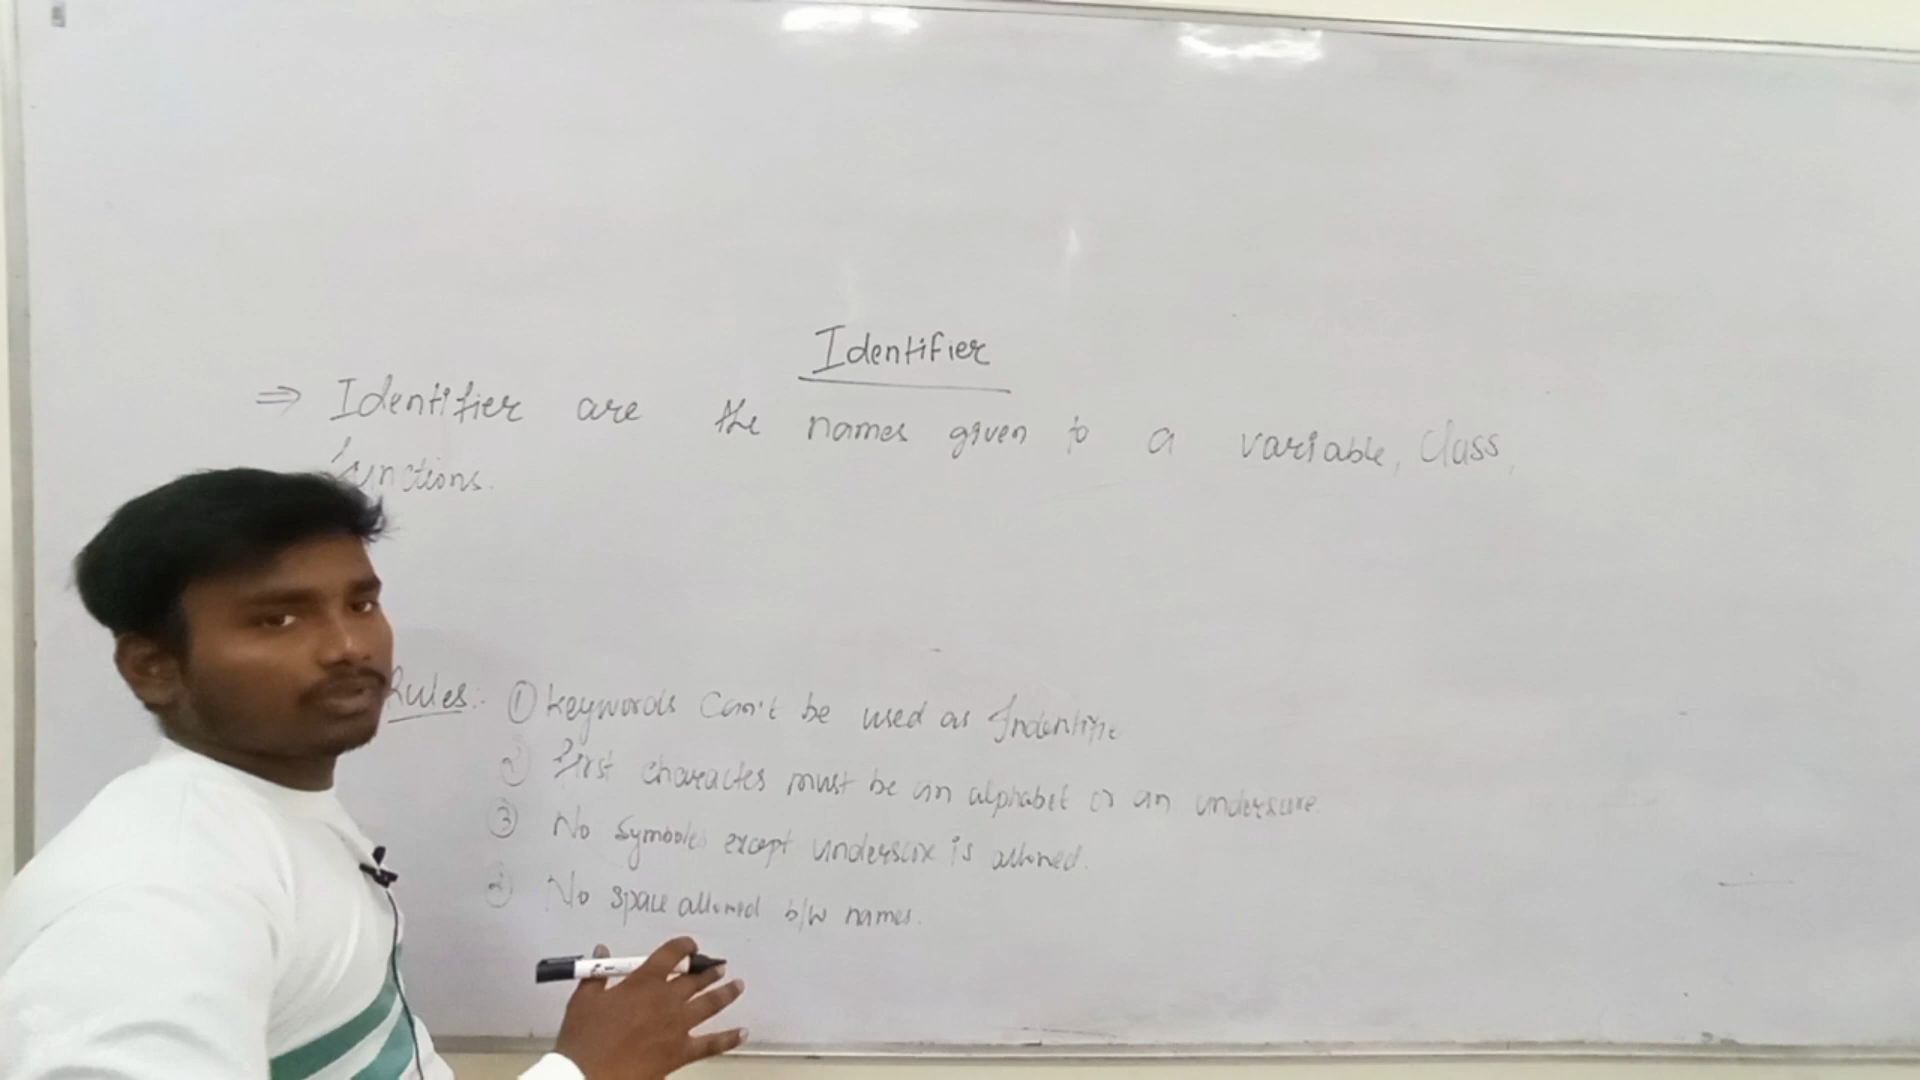 Identifier
⇒ Identifier are the names given to a variable, Class,
functions.
Rules:- ① Keywords Can't be used as
② First character must be an alphabet or an underscore.
③ No Symboles except underscore is allowed.
④ No space allowed b/w names.